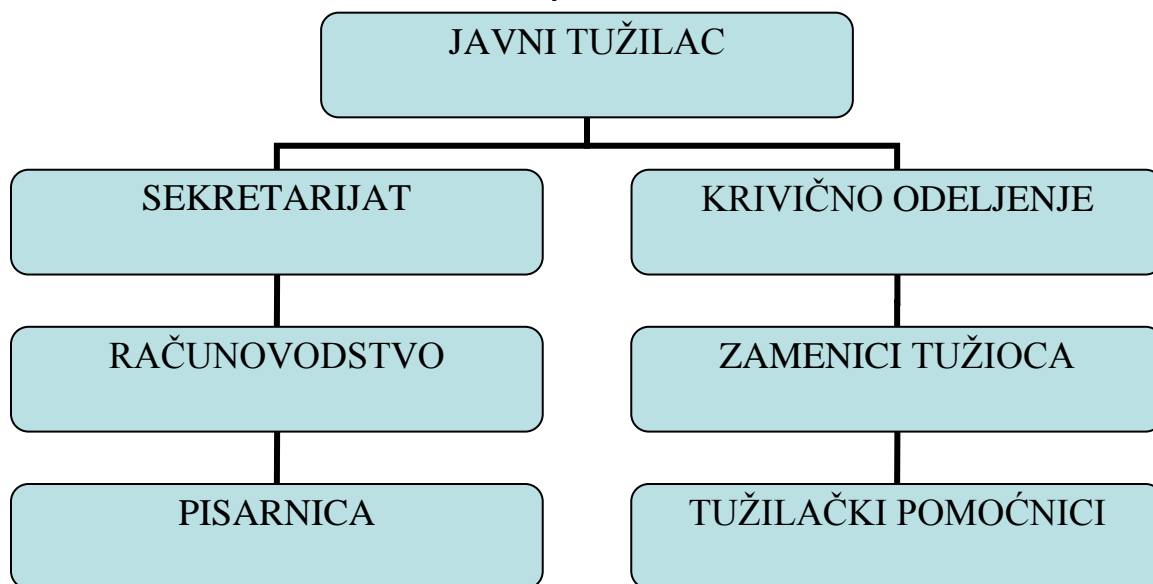 JAVNI TUŽILAC
SEKRETARIJAT
KRIVIČNO ODELJENJE
RAČUNOVODSTVO
ZAMENICI TUŽIOCA
PISARNICA
TUŽILAČKI POMOĆNICI